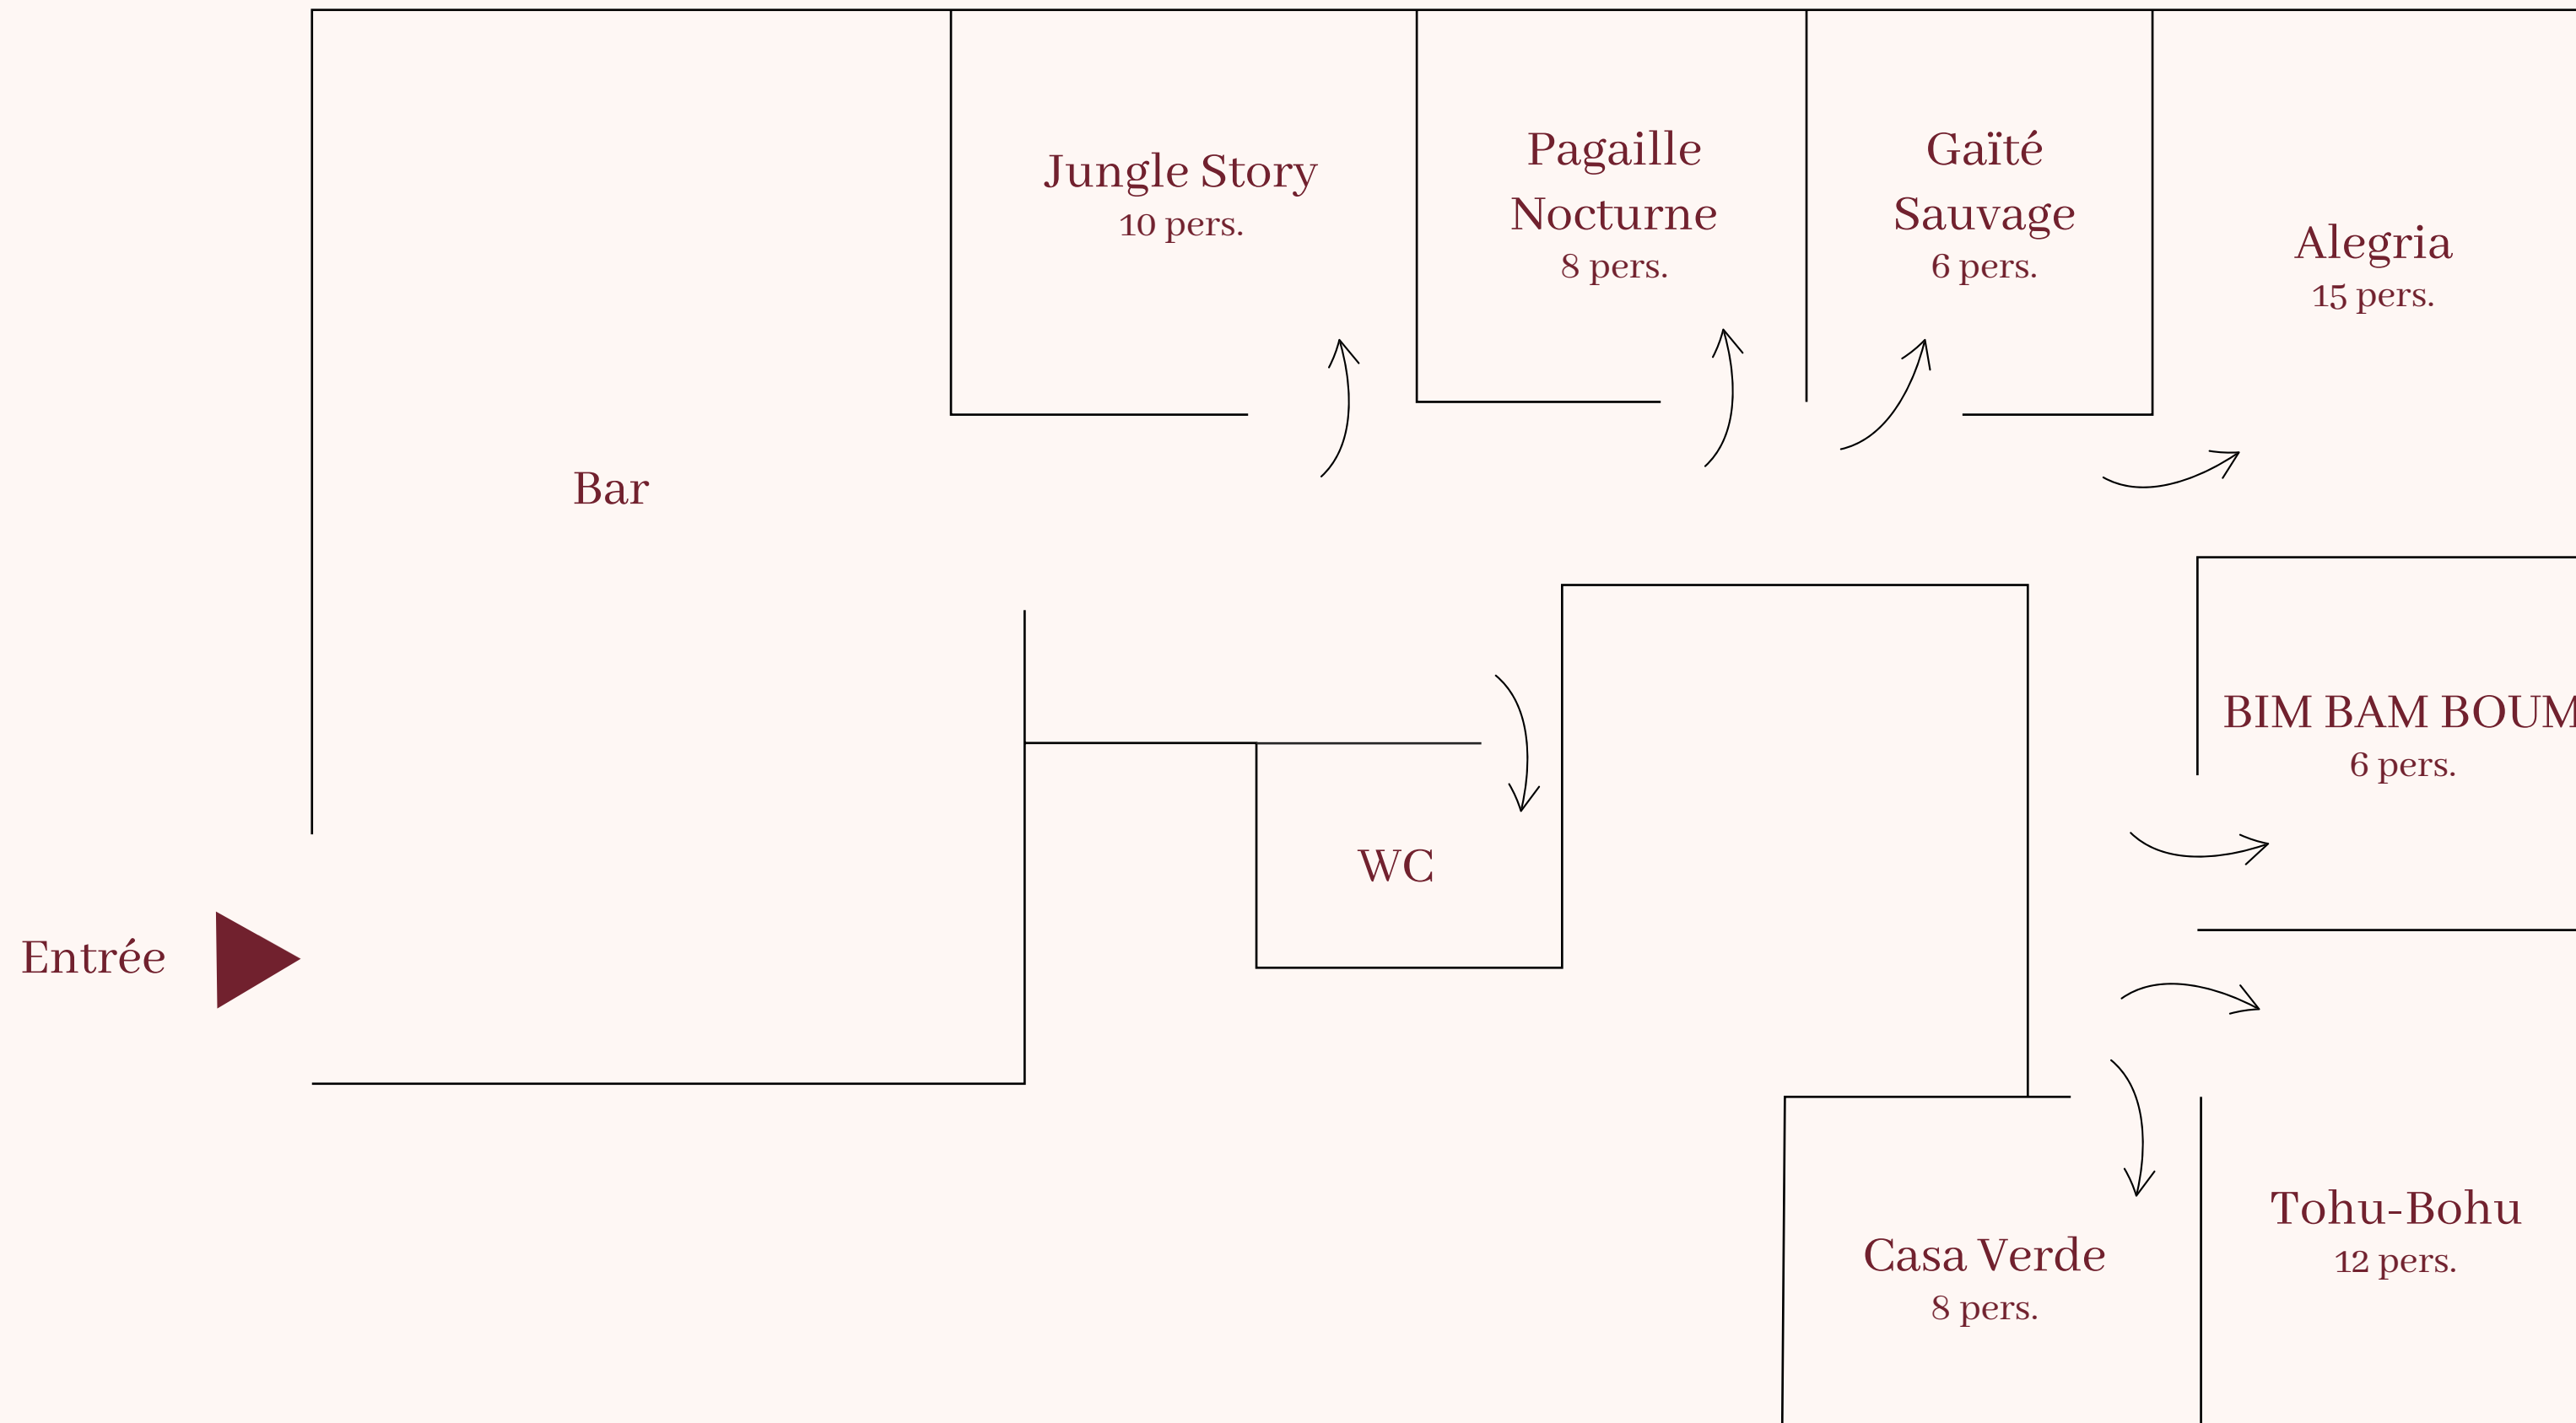 Jungle Story
10 pers.
Pagaille
Nocturne
8 pers.
Gaïté
Sauvage
6 pers.
Alegria
15 pers.
Bar
BIM BAM BOUM
6 pers.
WC
Entrée
Casa Verde
8 pers.
Tohu-Bohu
12 pers.